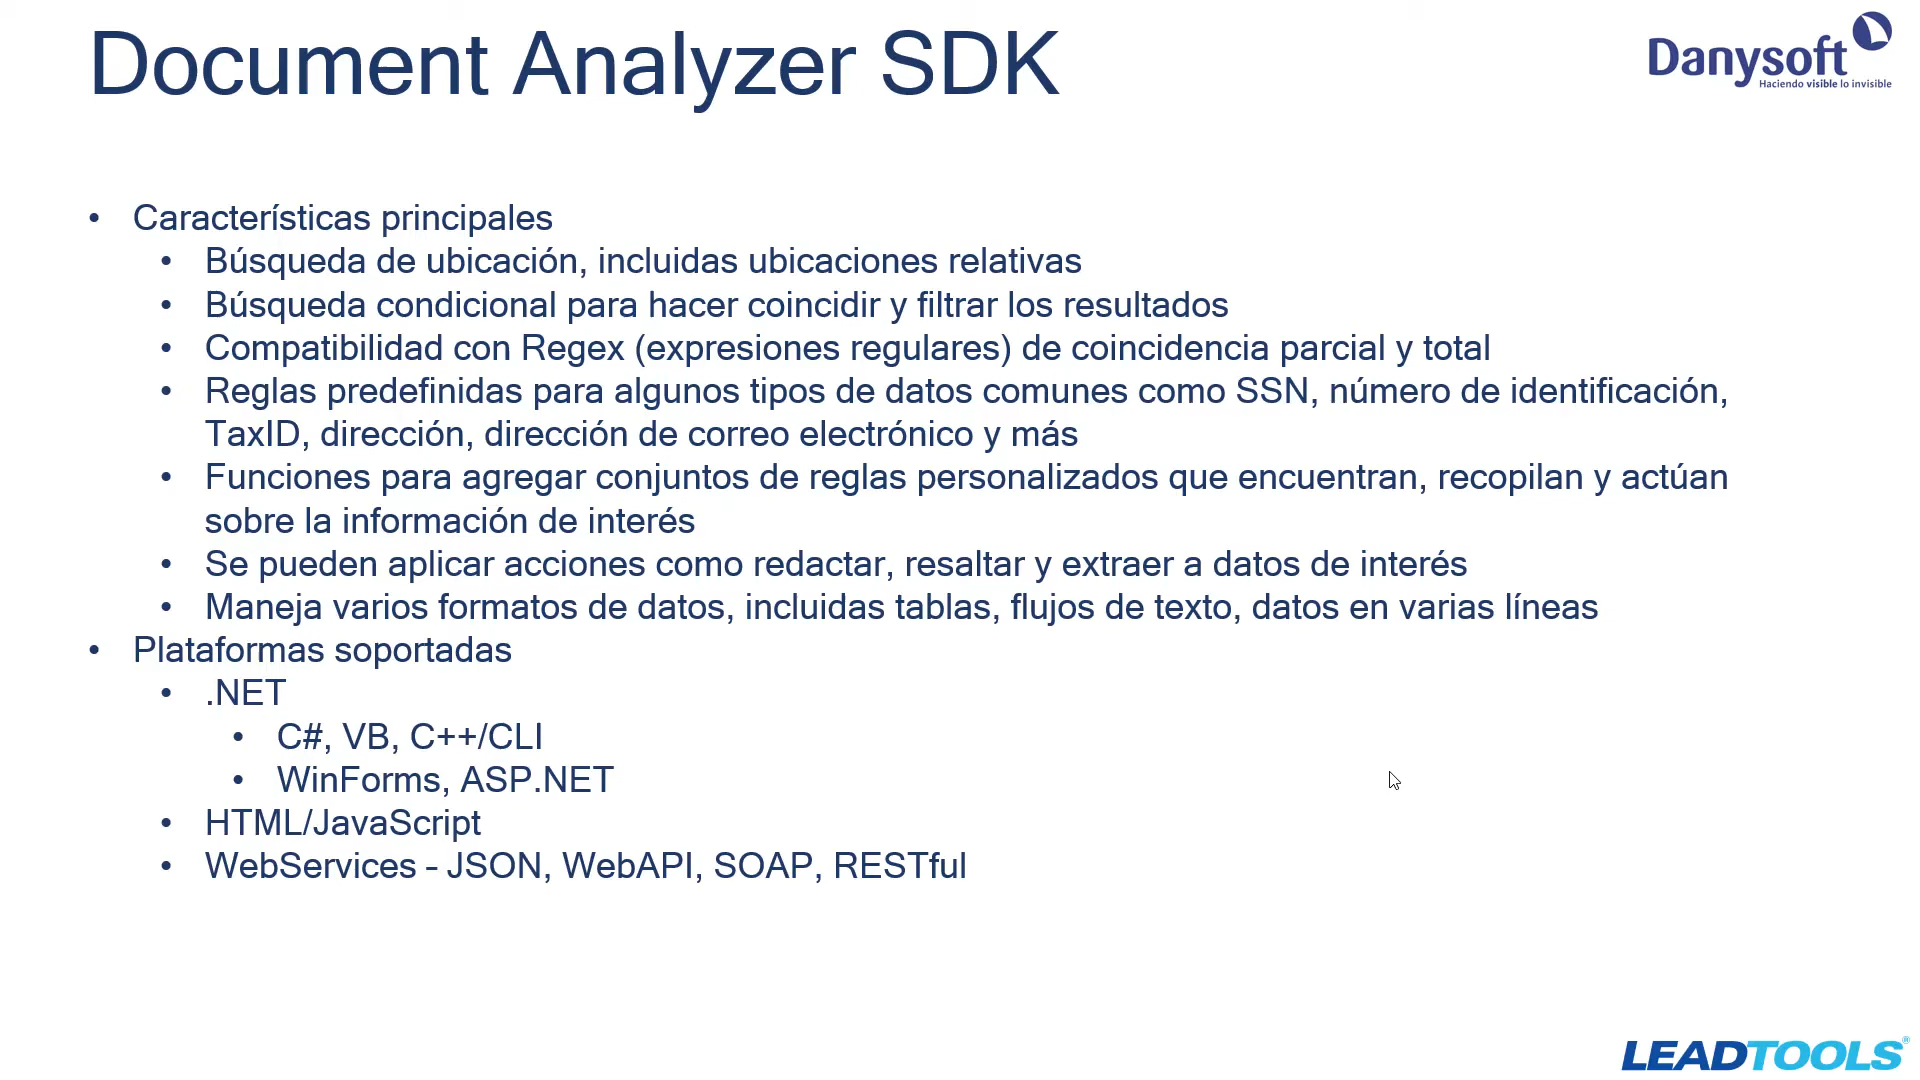 Document Analyzer SDK
Danysoft
Haciendo visible lo invisible
• Características principales
• Búsqueda de ubicación, incluidas ubicaciones relativas
• Búsqueda condicional para hacer coincidir y filtrar los resultados
• Compatibilidad con Regex (expresiones regulares) de coincidencia parcial y total
• Reglas predefinidas para algunos tipos de datos comunes como SSN, número de identificación,
TaxID, dirección, dirección de correo electrónico y más
• Funciones para agregar conjuntos de reglas personalizados que encuentran, recopilan y actúan
sobre la información de interés
• Se pueden aplicar acciones como redactar, resaltar y extraer a datos de interés
• Maneja varios formatos de datos, incluidas tablas, flujos de texto, datos en varias líneas
• Plataformas soportadas
• .NET
• C#, VB, C++/CLI
• WinForms, ASP.NET
• HTML/JavaScript
• WebServices – JSON, WebAPI, SOAP, RESTful
LEADTOOLS®